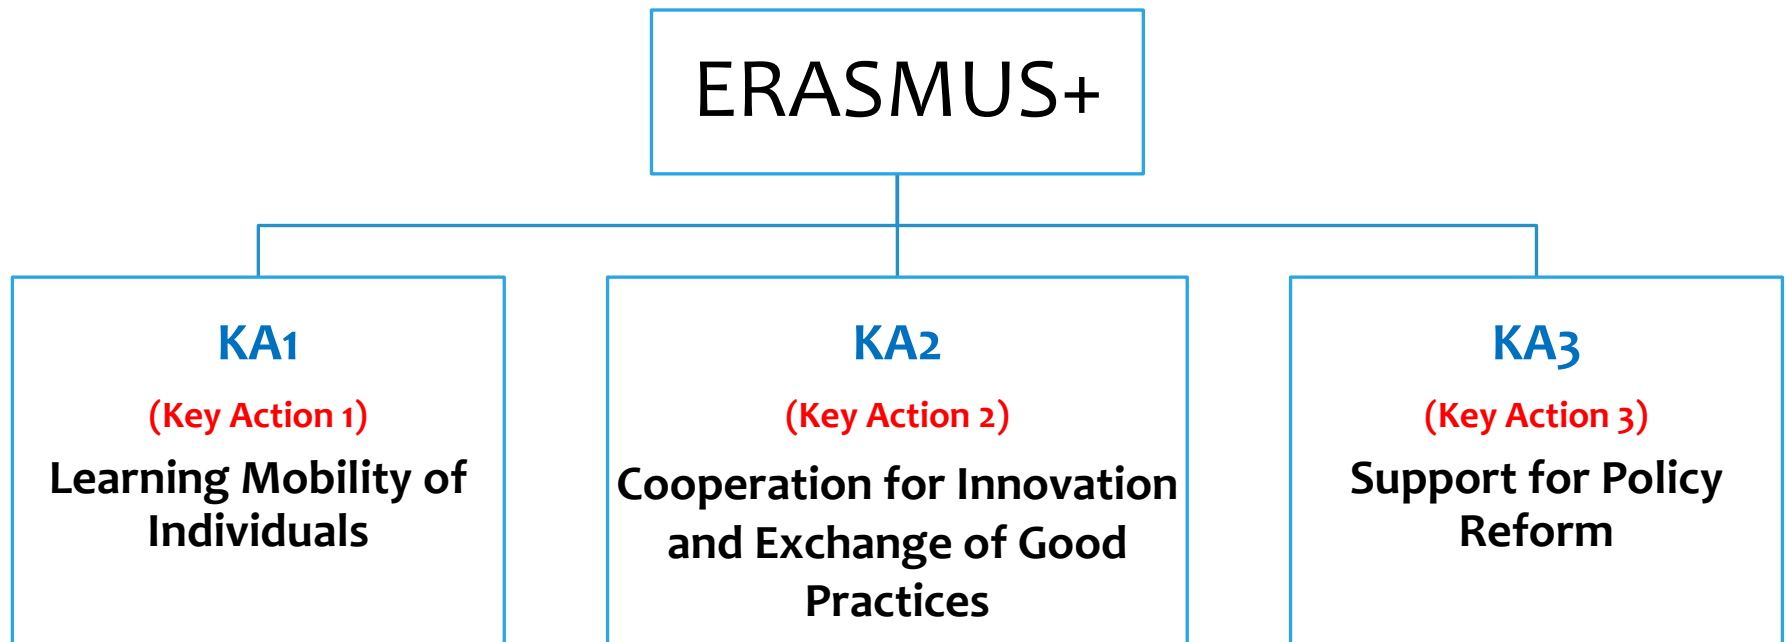 ERASMUS+
KA1
(Key Action 1)
Learning Mobility of
Individuals
KA2
(Key Action 2)
Cooperation for Innovation
and Exchange of Good
Practices
KA3
(Key Action 3)
Support for Policy
Reform